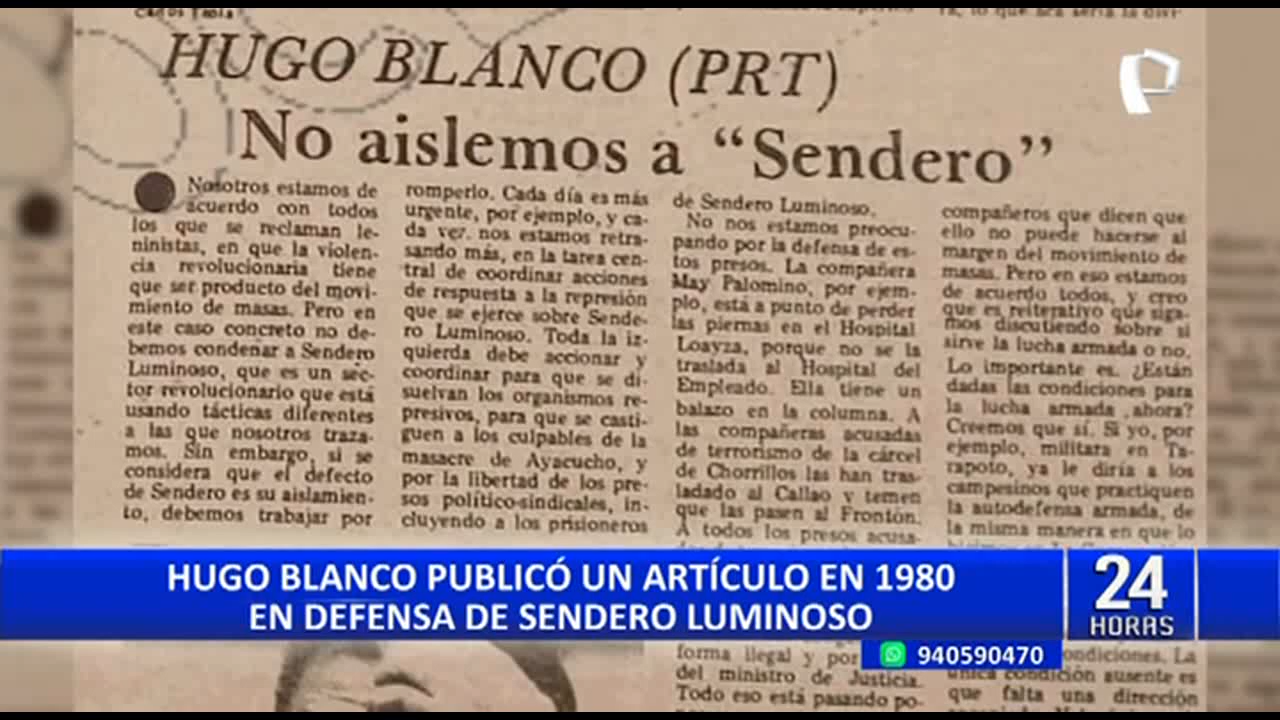 Carlos Tapia
HUGO BLANCO (PRT)
No aislemos a “Sendero”
Nosotros estamos de
acuerdo con todos
los que se reclaman le-
ninistas, en que la violen-
cia revolucionaria tiene
que ser producto del movi-
miento de masas. Pero en
este caso concreto no de-
bemos condenar a Sendero
Luminoso, que es un sec-
tor revolucionario que está
usando tácticas diferentes
a las que nosotros traza-
mos. Sin embargo, si se
considera que el defecto
de Sendero es su aislamien-
to, debemos trabajar por
romperlo. Cada día es más
urgente, por ejemplo, y ca-
da vez. nos estamos retra-
sando más, en la tarea cen-
tral de coordinar acciones
de respuesta a la represión
que se ejerce sobre Sende-
ro Luminoso. Toda la iz-
quierda debe accionar y
coordinar para que se di-
suelvan los organismos re-
presivos, para que se casti-
guen a los culpables de la
masacre de Ayacucho, y
por la libertad de los pre-
sos político-sindicales, in-
cluyendo a los prisioneros
de Sendero Luminoso.
No nos estamos preocu-
pando por la defensa de es-
tos presos. La compañera
May Palomino, por ejem-
plo, está a punto de perder
las piernas en el Hospital
Loayza, porque no se la
traslada al Hospital del
Empleado. Ella tiene un
balazo en la columna. A
las compañeras acusadas
de terrorismo de la cárcel
de Chorrillos las han tras-
ladado al Callao y temen
que las pasen al Frontón.
A todos los presos acusa-
compañeros que dicen que
ello no puede hacerse al
margen del movimiento de
masas. Pero en eso estamos
de acuerdo todos, y creo
que es reiterativo que siga-
mos discutiendo sobre si
sirve la lucha armada o no.
Lo importante es. ¿Están
dadas las condiciones para
la lucha armada ahora?
Creemos que sí. Si yo, por
ejemplo, militara en Ta-
rapoto, ya le diría a los
campesinos que practiquen
la autodefensa armada, de
la misma manera en que lo
HUGO BLANCO PUBLICÓ UN ARTÍCULO EN 1980
EN DEFENSA DE SENDERO LUMINOSO
24
HORAS
940590470
forma ilegal y por
del ministro de Justicia.
Todo eso está pasando po-
condiciones. La
única condición ausente es
que falta una dirección